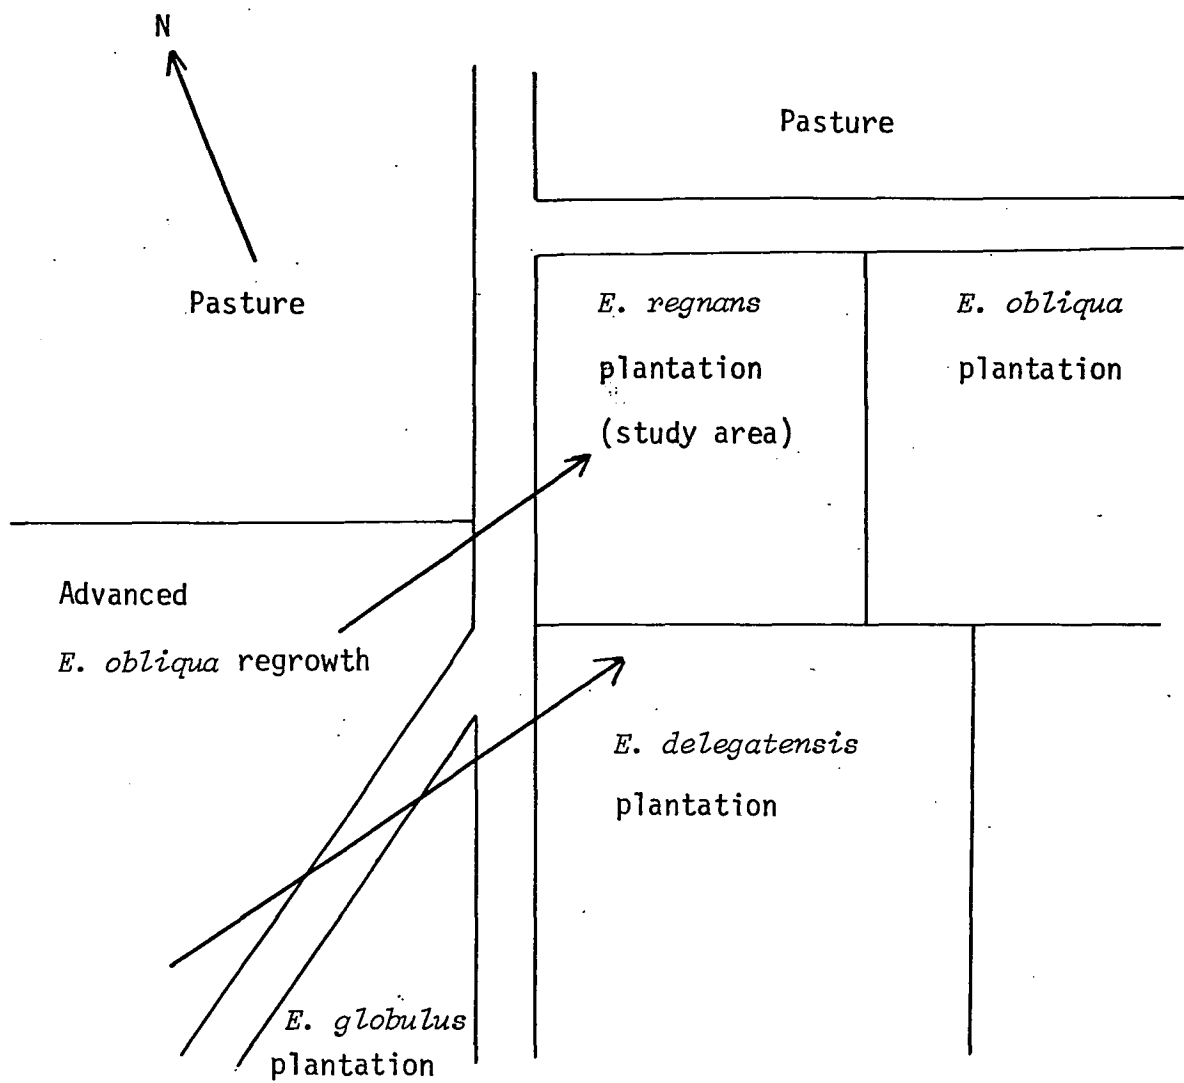 N
Pasture
Pasture
E. regnans
plantation
(study area)
E. obliqua
plantation
Advanced
E. obliqua regrowth
E. delegatensis
plantation
E. globulus
plantation